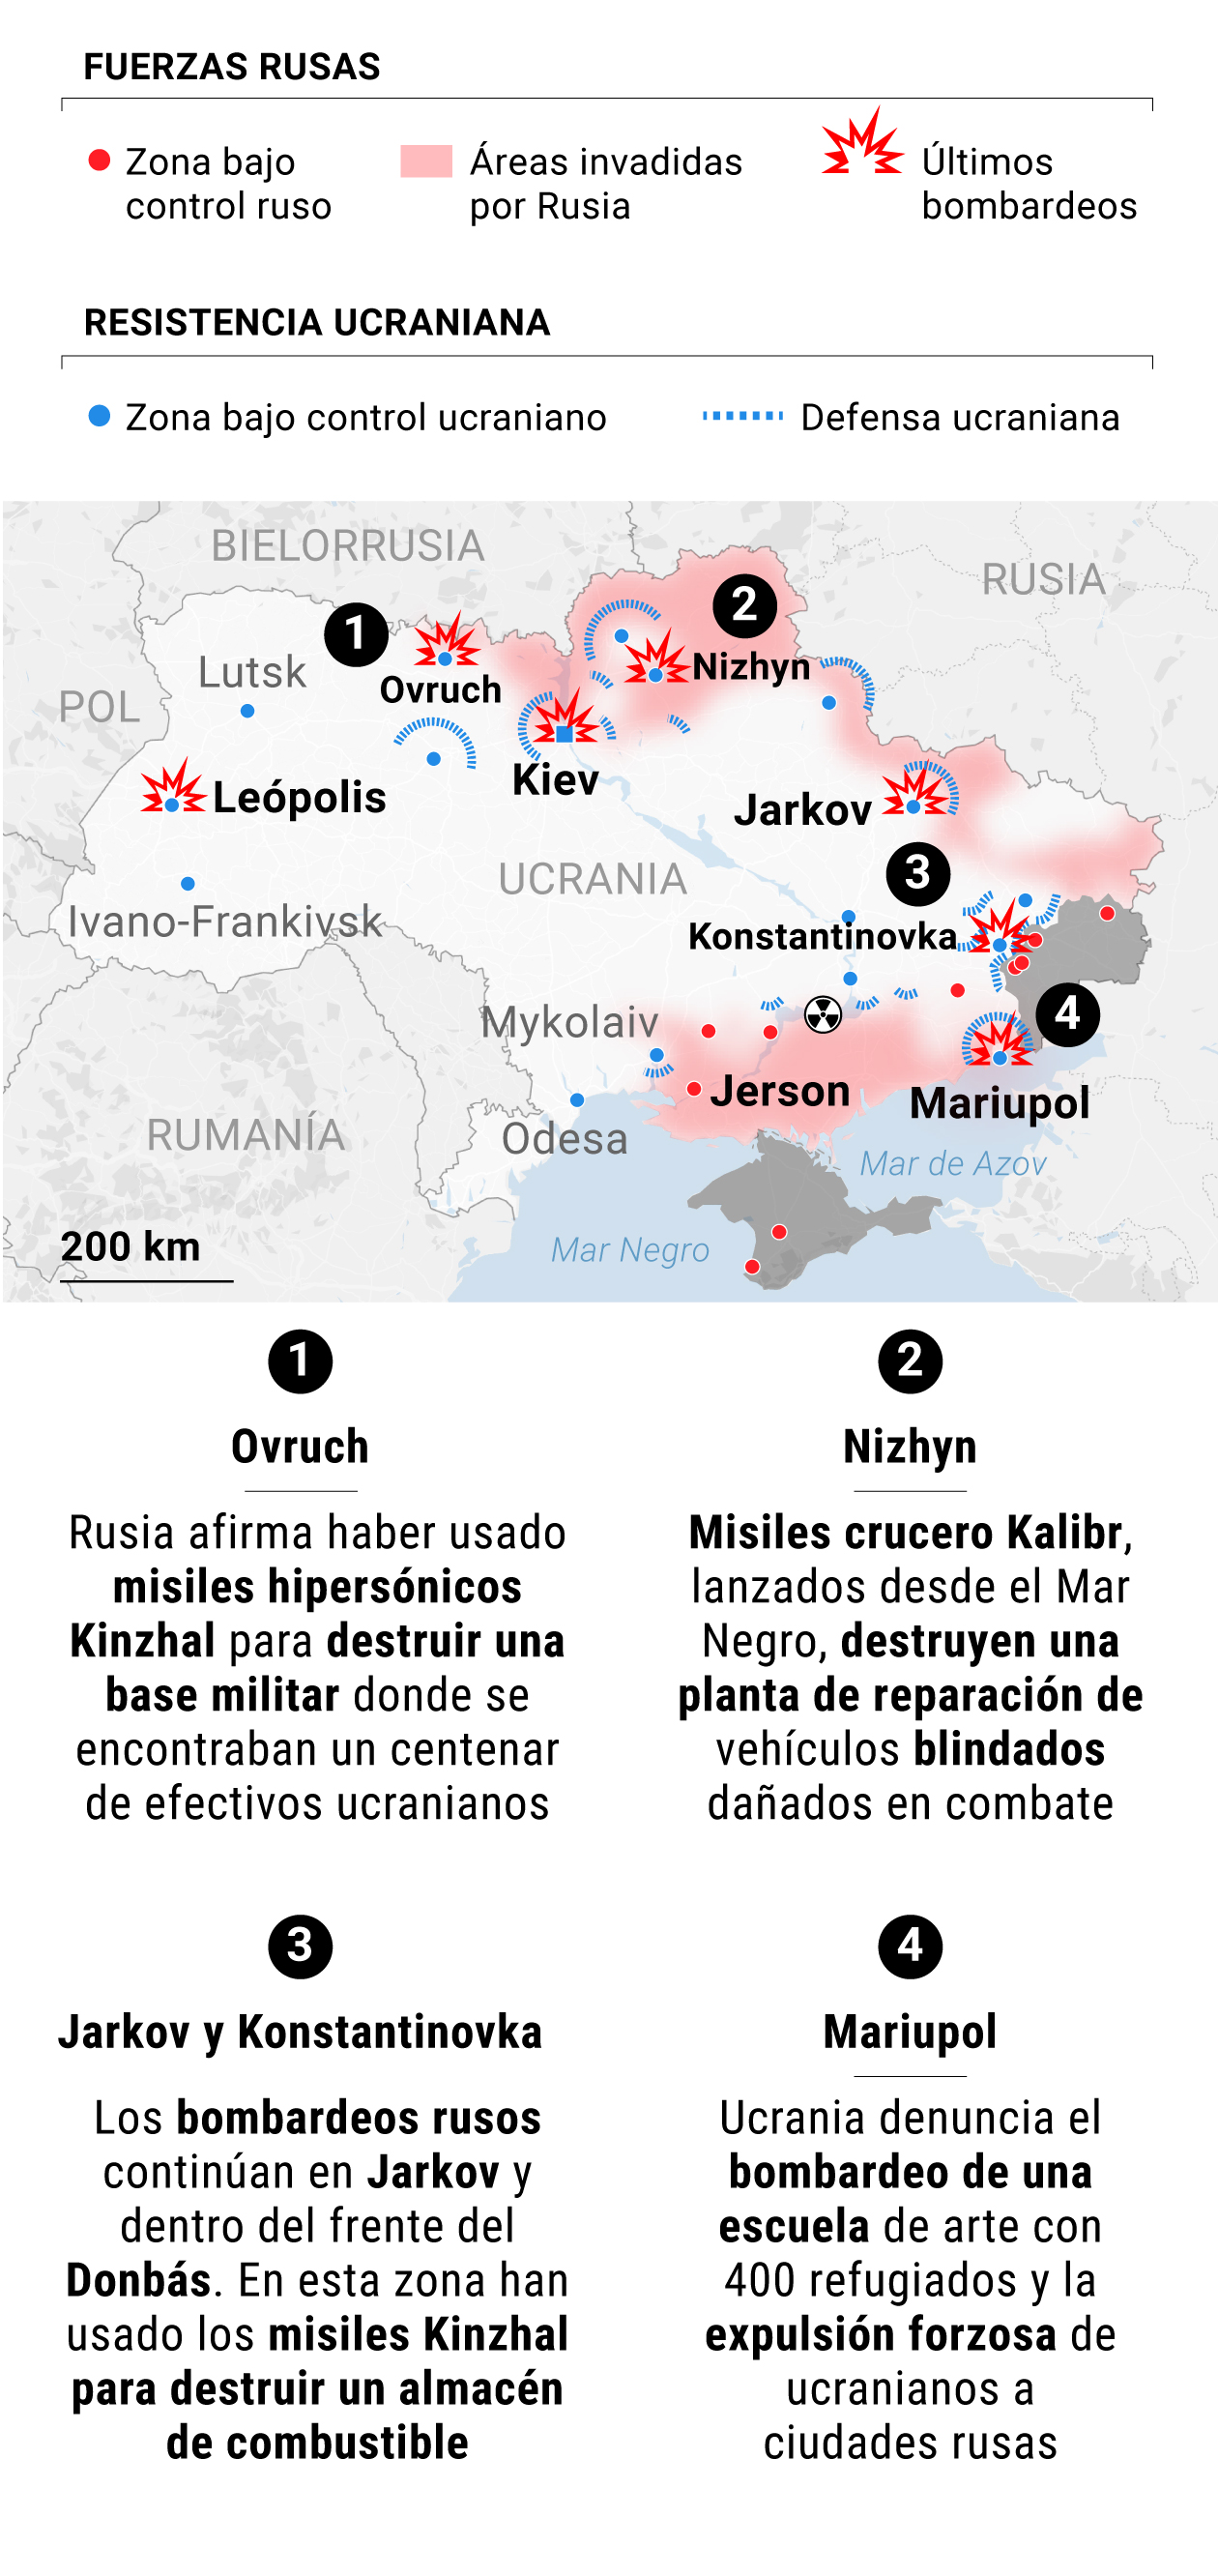 FUERZAS RUSAS
Zona bajo
control ruso
Áreas invadidas
por Rusia
Últimos
bombardeos
RESISTENCIA UCRANIANA
Zona bajo control ucraniano
Defensa ucraniana
BIELORRUSIA
RUSIA
1
2
Lutsk
Nizhyn
Ovruch
POL
Kiev
Leópolis
Jarkov
UCRANIA
3
Ivano-Frankivsk
Konstantinovka
Mykolaiv
4
Jerson
Mariupol
RUMANÍA
Odesa
Mar de Azov
Mar Negro
200 km
1
Ovruch
Rusia afirma haber usado
misiles hipersónicos
Kinzhal para destruir una
base militar donde se
encontraban un centenar
de efectivos ucranianos
2
Nizhyn
Misiles crucero Kalibr,
lanzados desde el Mar
Negro, destruyen una
planta de reparación de
vehículos blindados
dañados en combate
3
Jarkov y Konstantinovka
Los bombardeos rusos
continúan en Jarkov y
dentro del frente del
Donbás. En esta zona han
usado los misiles Kinzhal
para destruir un almacén
de combustible
4
Mariupol
Ucrania denuncia el
bombardeo de una
escuela de arte con
400 refugiados y la
expulsión forzosa de
ucranianos a
ciudades rusas